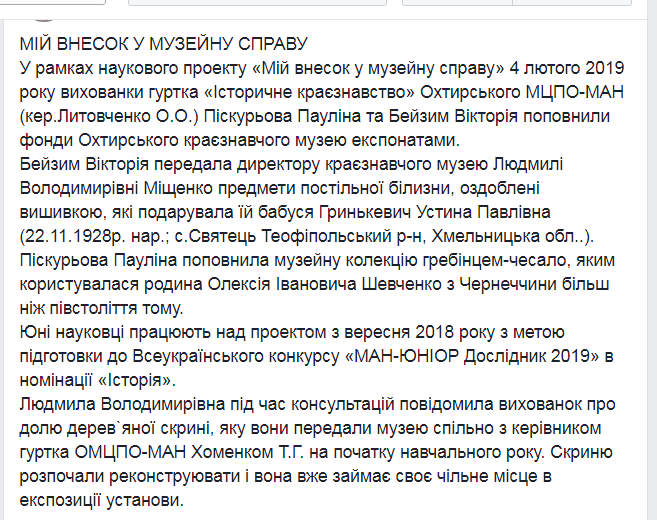 МІЙ ВНЕСОК У МУЗЕЙНУ СПРАВУ
У рамках наукового проекту «Мій внесок у музейну справу» 4 лютого 2019
року вихованки гуртка «Історичне краєзнавство» Охтирського МЦПО-МАН
(кер.Литовченко О.О.) Піскурьова Пауліна та Бейзим Вікторія поповнили
фонди Охтирського краєзнавчого музею експонатами.
Бейзим Вікторія передала директору краєзнавчого музею Людмилі
Володимирівні Міщенко предмети постільної білизни, оздоблені
вишивкою, які подарувала їй бабуся Гринькевич Устина Павлівна
(22.11.1928р. нар.; с.Святець Теофіпольський р-н, Хмельницька обл..).
Піскурьова Пауліна поповнила музейну колекцію гребінцем-чесало, яким
користувалася родина Олексія Івановича Шевченко з Чернеччини більш
ніж півстоліття тому.
Юні науковці працюють над проектом з вересня 2018 року з метою
підготовки до Всеукраїнського конкурсу «МАН-ЮНІОР Дослідник 2019» в
номінації «Історія».
Людмила Володимирівна під час консультацій повідомила вихованок про
долю дерев`яної скрині, яку вони передали музею спільно з керівником
гуртка ОМЦПО-МАН Хоменком Т.Г. на початку навчального року. Скриню
розпочали реконструювати і вона вже займає своє чільне місце в
експозиції установи.